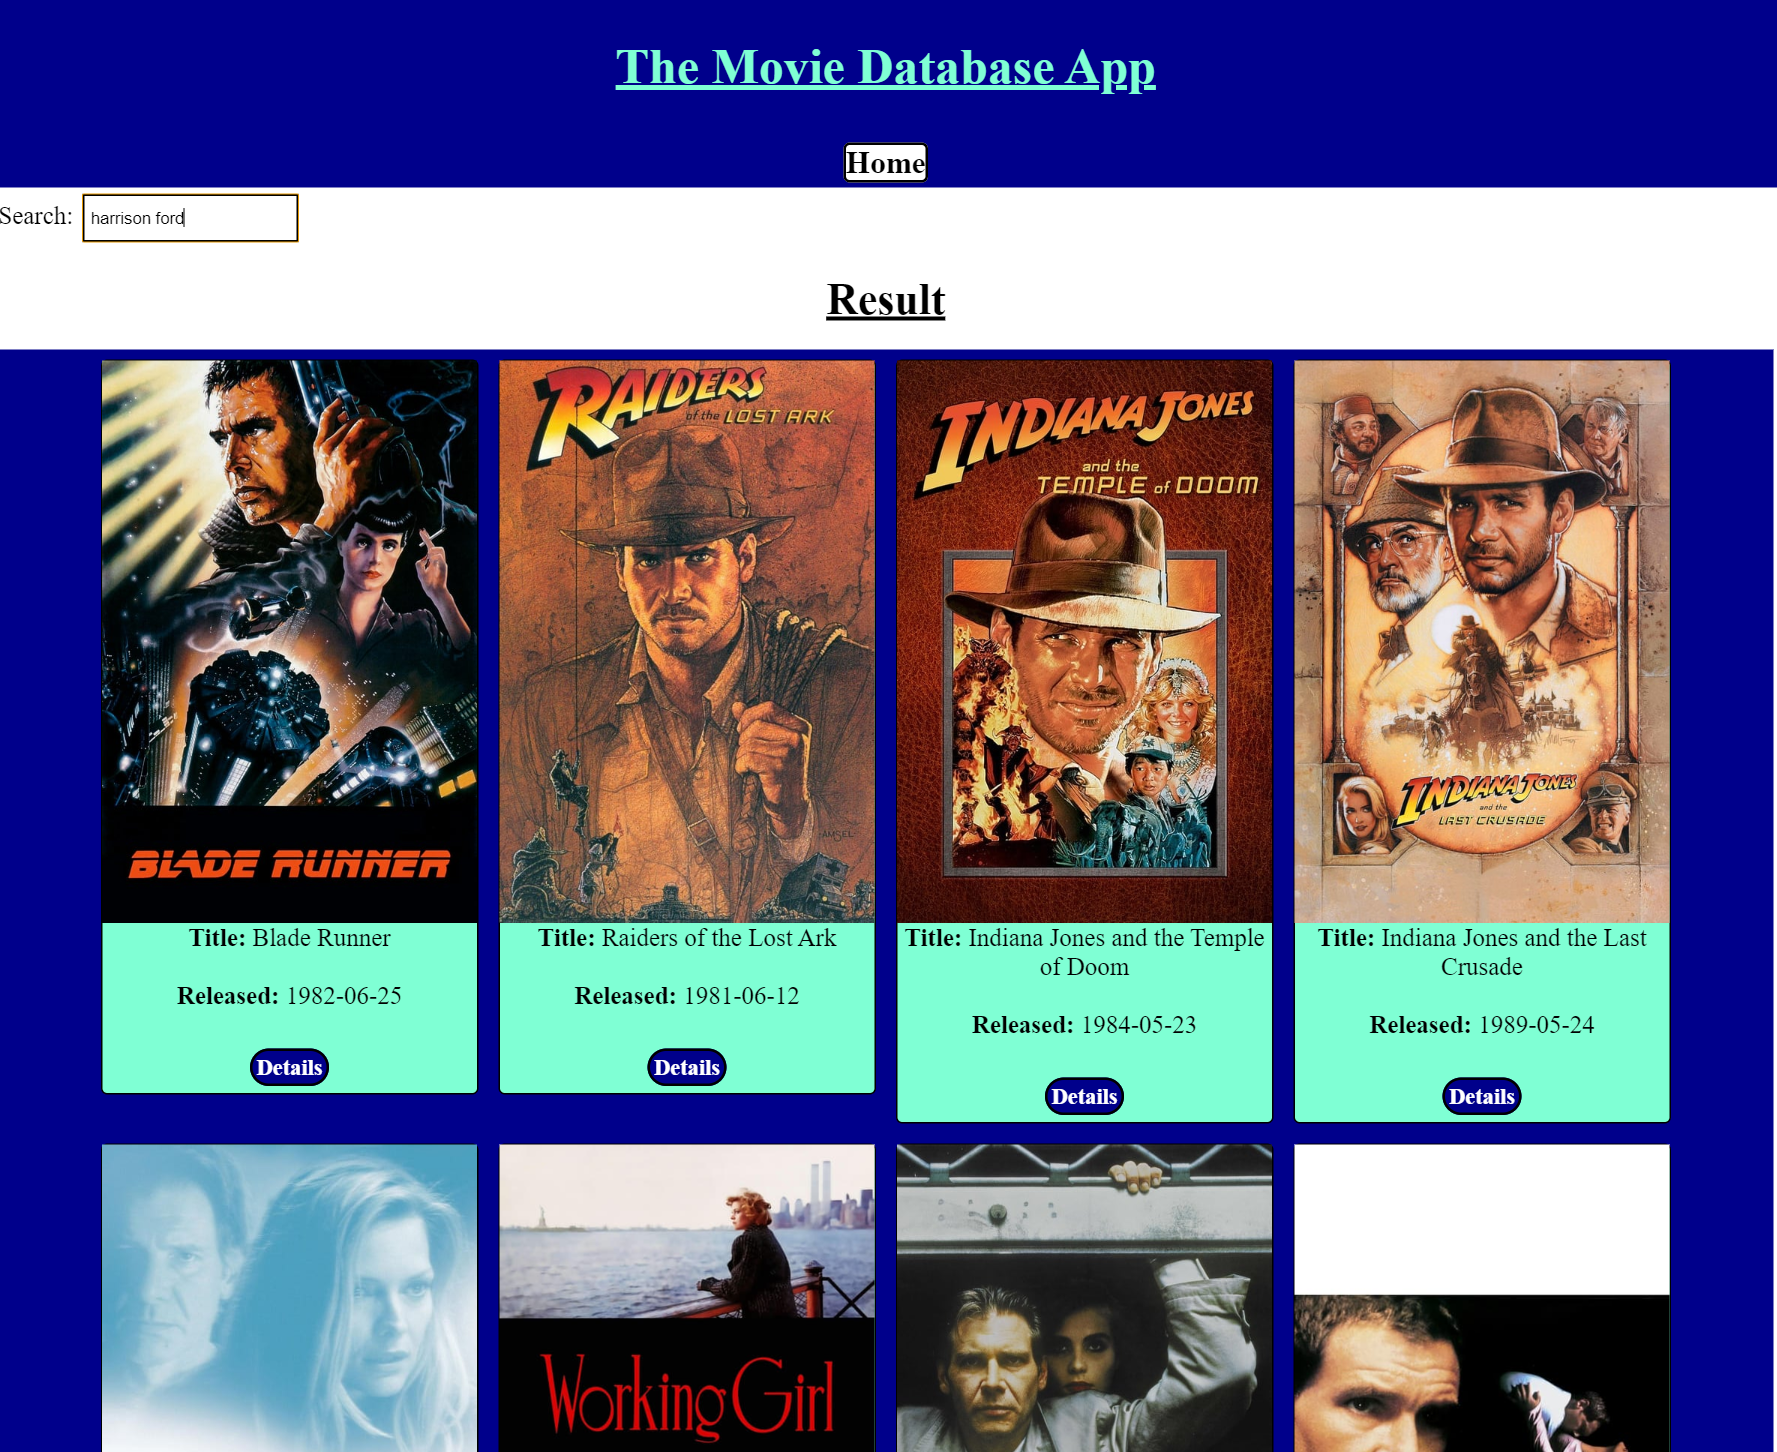 The Movie Database App
Home
Search: harrison ford
Result
RAIDERS
of the LOST ARK
AMSEL
BLADE RUNNER
INDIANA JONES
and the
TEMPLE of DOOM
INDIANA JONES
and the
LAST CRUSADE
Title: Blade Runner
Released: 1982-06-25
Details
Title: Raiders of the Lost Ark
Released: 1981-06-12
Details
Title: Indiana Jones and the Temple
of Doom
Released: 1984-05-23
Details
Title: Indiana Jones and the Last
Crusade
Released: 1989-05-24
Details
Working Girl